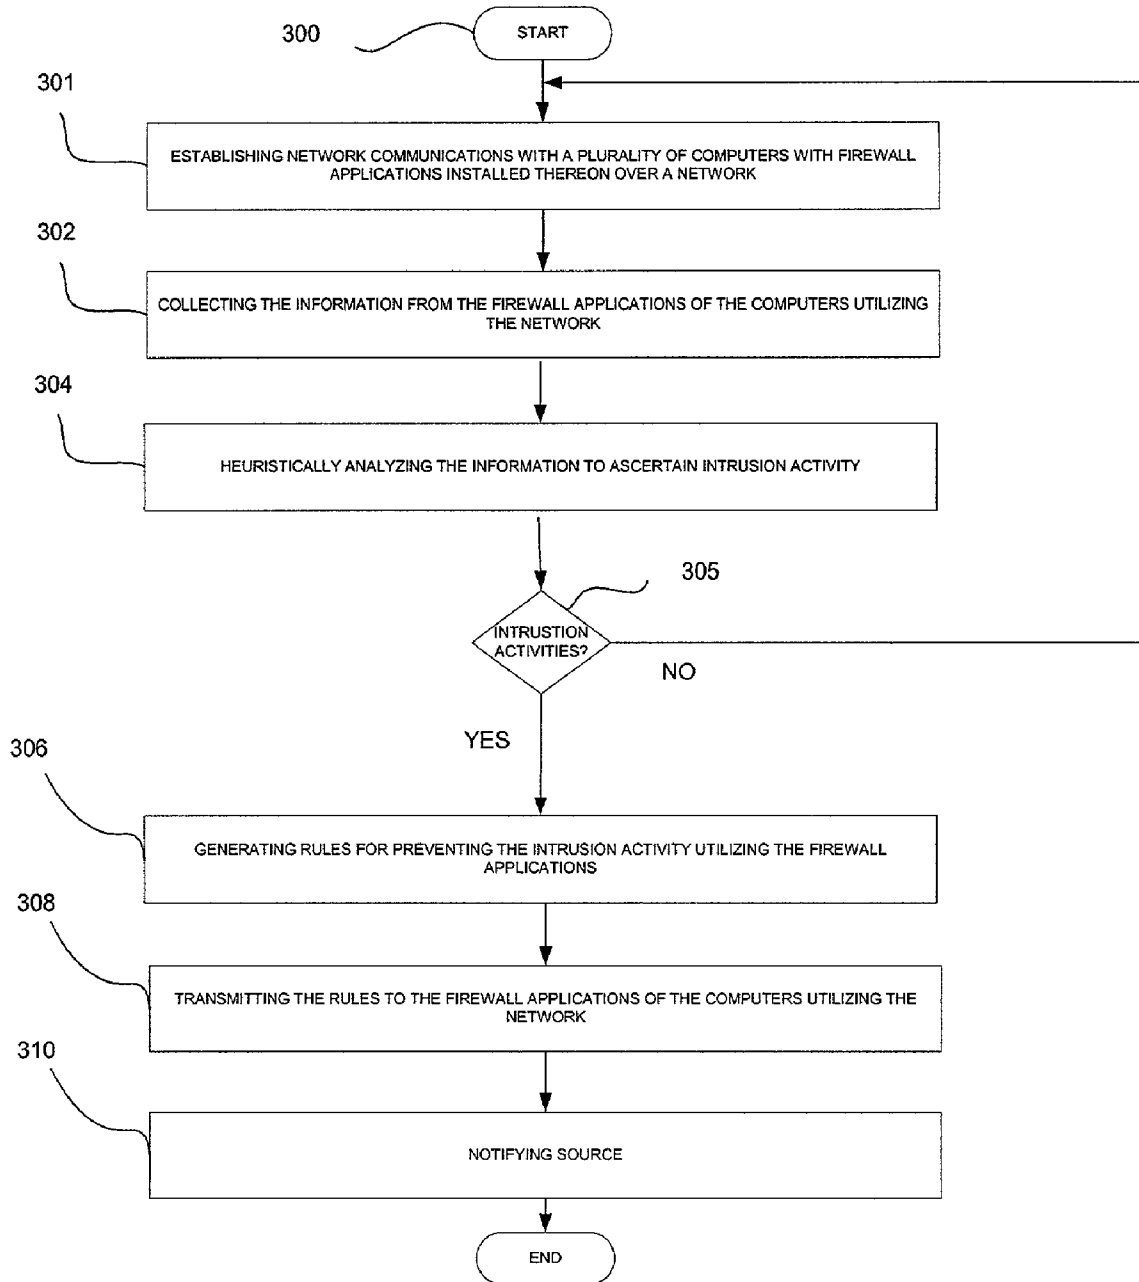 300
START
301
ESTABLISHING NETWORK COMMUNICATIONS WITH A PLURALITY OF COMPUTERS WITH FIREWALL
APPLICATIONS INSTALLED THEREON OVER A NETWORK
302
COLLECTING THE INFORMATION FROM THE FIREWALL APPLICATIONS OF THE COMPUTERS UTILIZING
THE NETWORK
304
HEURISTICALLY ANALYZING THE INFORMATION TO ASCERTAIN INTRUSION ACTIVITY
305
INTRUSTION
ACTIVITIES?
NO
YES
306
GENERATING RULES FOR PREVENTING THE INTRUSION ACTIVITY UTILIZING THE FIREWALL
APPLICATIONS
308
TRANSMITTING THE RULES TO THE FIREWALL APPLICATIONS OF THE COMPUTERS UTILIZING THE
NETWORK
310
NOTIFYING SOURCE
END